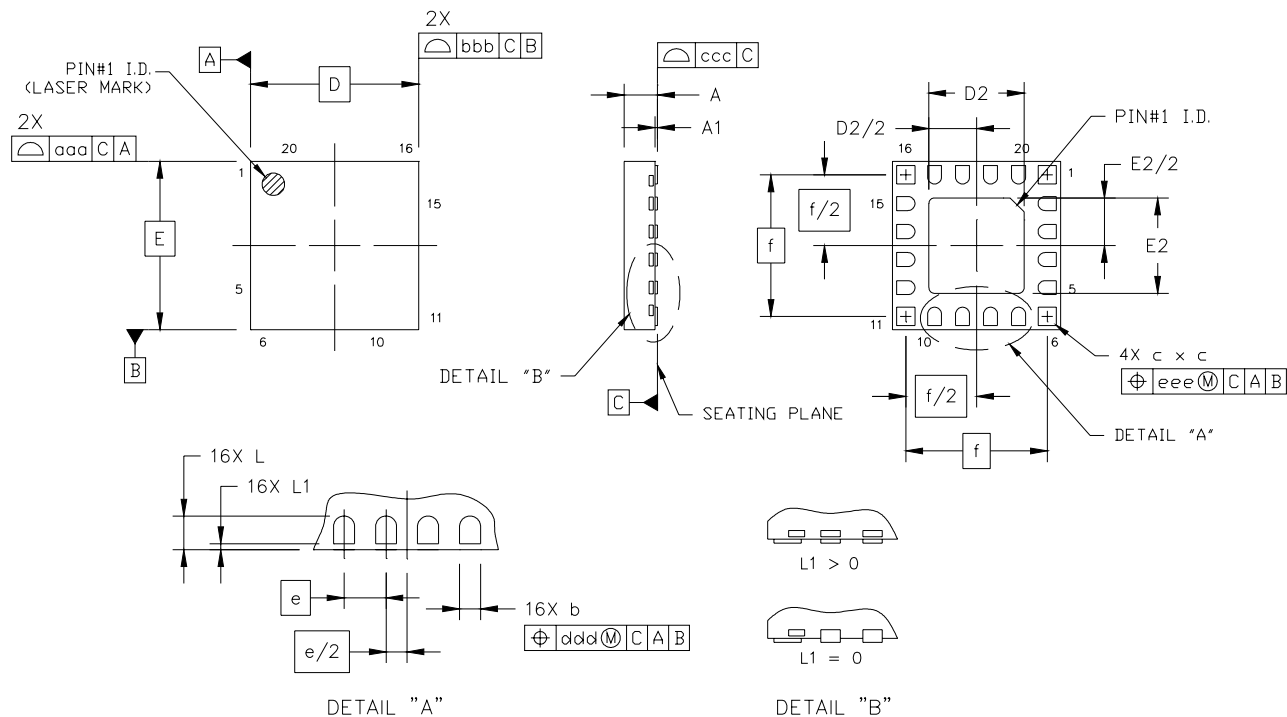 2X
bbb C B
A
PIN#1 I.D.
(LASER MARK)
D
2X
aaa C A
20
16
1
15
E
5
11
6
10
B
ccc C
A
A1
DETAIL "B"
C
SEATING PLANE
D2
D2/2
PIN#1 I.D.
16
20
1
E2/2
f/2
15
f
E2
5
11
10
6
4X c x c
eee Ⓜ C A B
f/2
f
DETAIL "A"
16X L
16X L1
e
16X b
ddd Ⓜ C A B
e/2
DETAIL "A"
L1 > 0
L1 = 0
DETAIL "B"